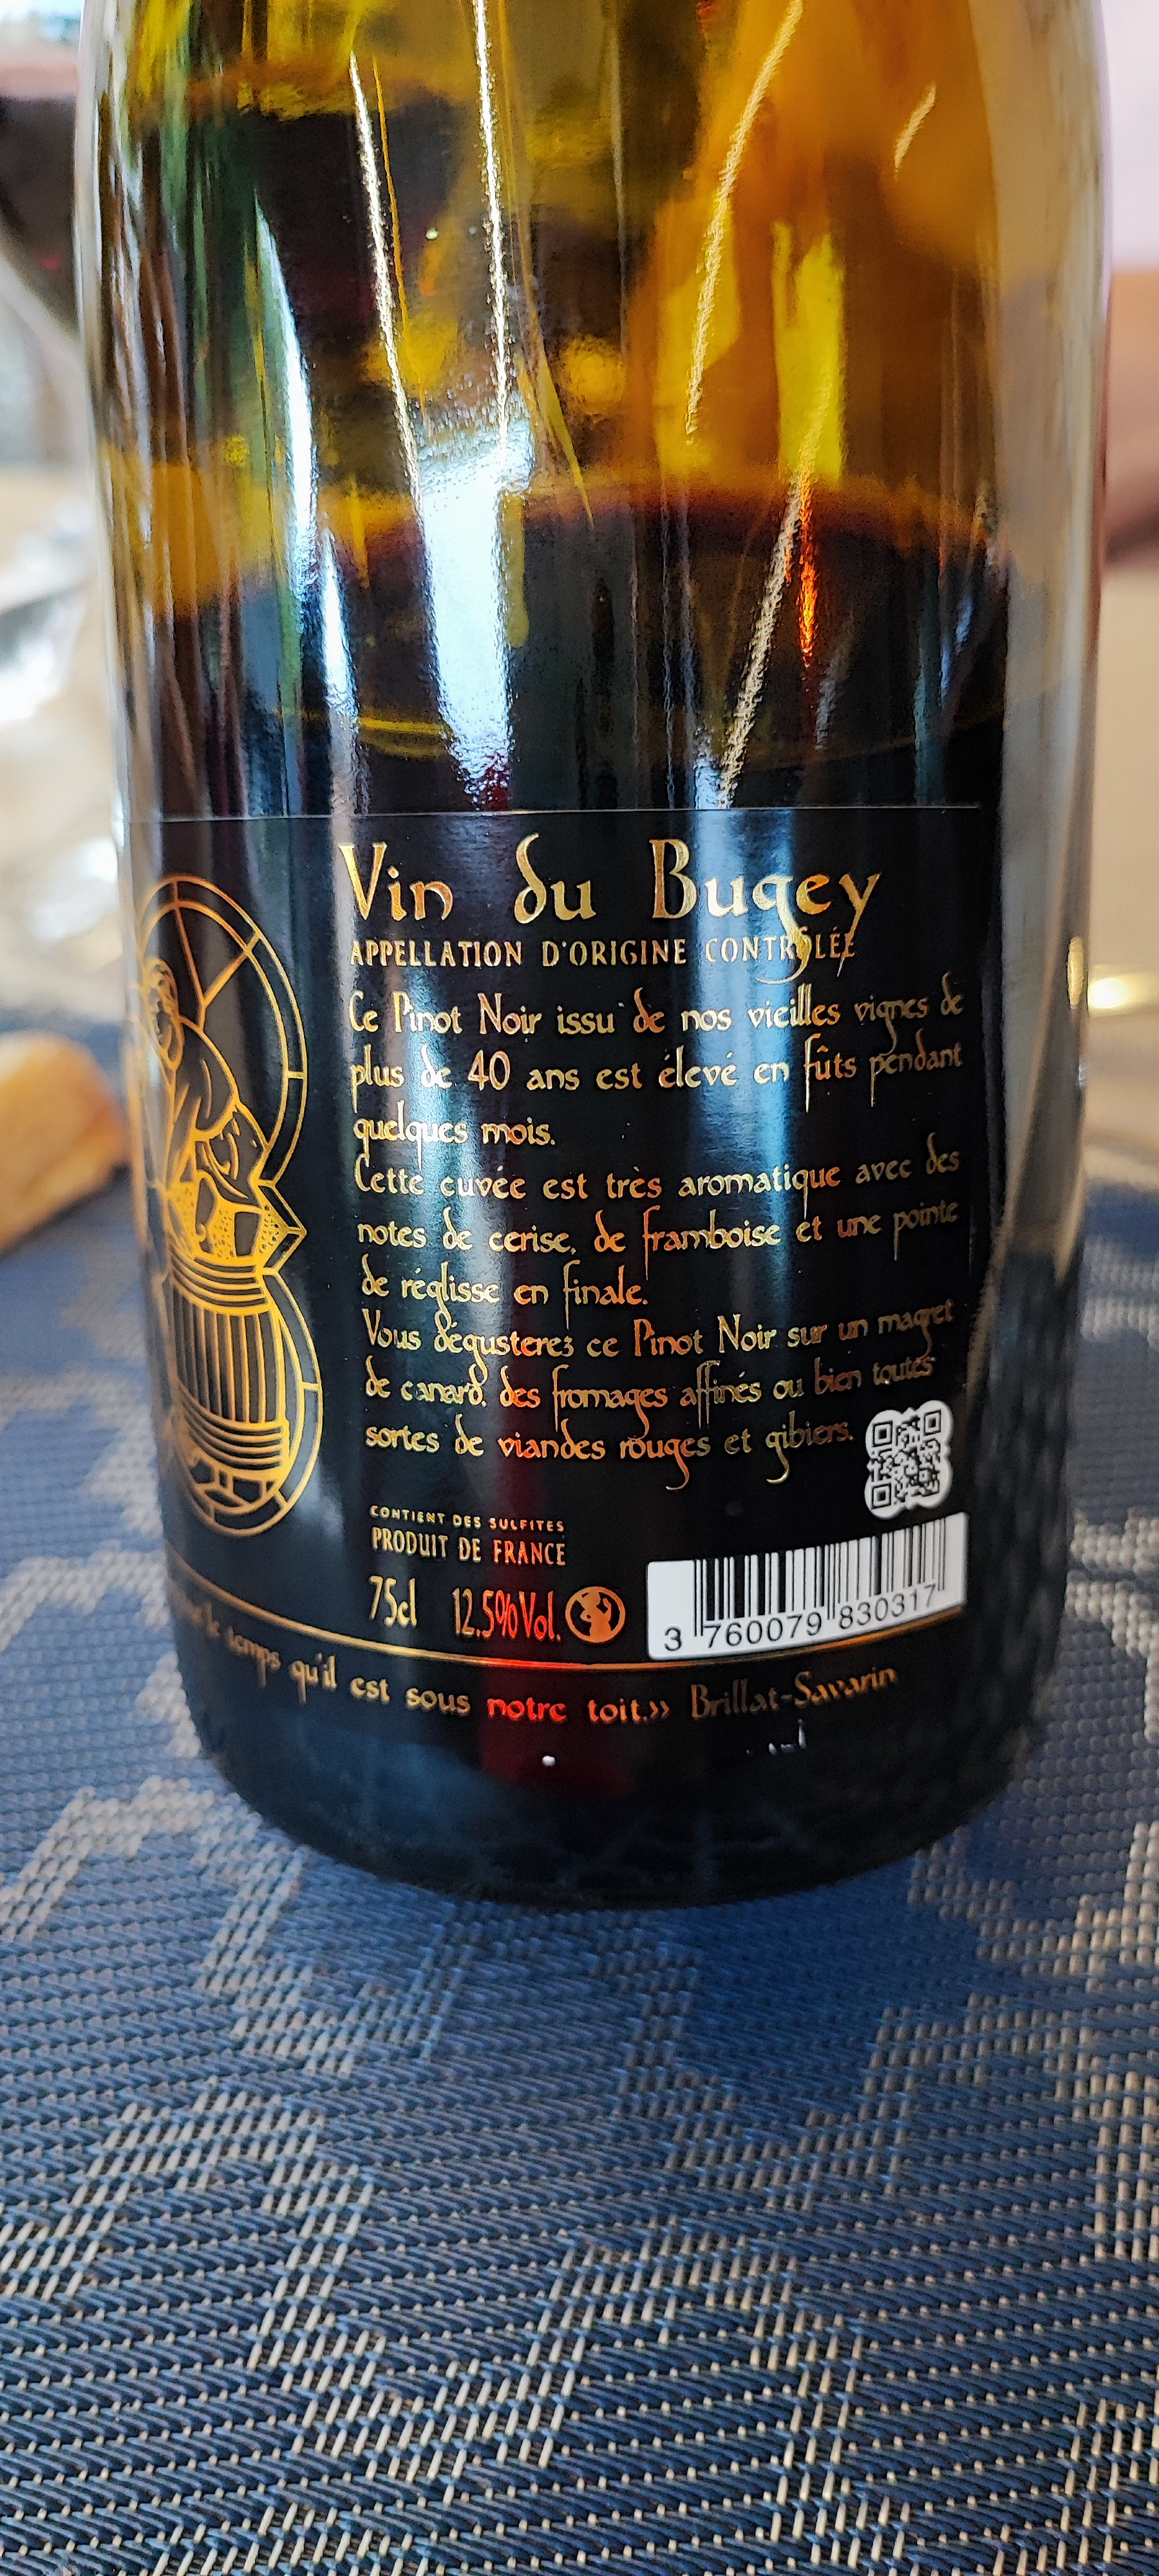 Vin du Bugey
APPELLATION D'ORIGINE CONTRÔLÉE
Ce Pinot Noir issu de nos vieilles vignes de
plus de 40 ans est élevé en fûts pendant
quelques mois.
Cette cuvée est très aromatique avec des
notes de cerise, de framboise et une pointe
de réglisse en finale.
Vous dégusterez ce Pinot Noir sur un magret
de canard, des fromages affinés ou bien toutes
sortes de viandes rouges et gibiers.
CONTIENT DES SULFITES
PRODUIT DE FRANCE
75cl 12.5%Vol.
3 760079 830317
le temps qu'il est sous notre toit.» Brillat-Savarin